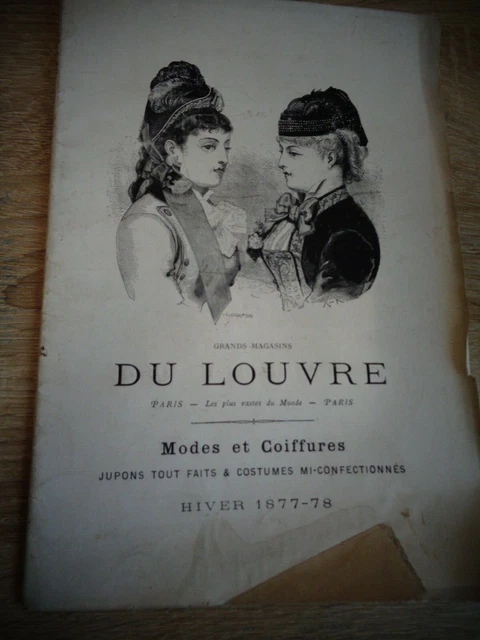 GRANDS MAGASINS
DU LOUVRE
PARIS — Les plus vastes du Monde — PARIS
Modes et Coiffures
JUPONS TOUT FAITS & COSTUMES MI-CONFECTIONNÉS
HIVER 1877-78